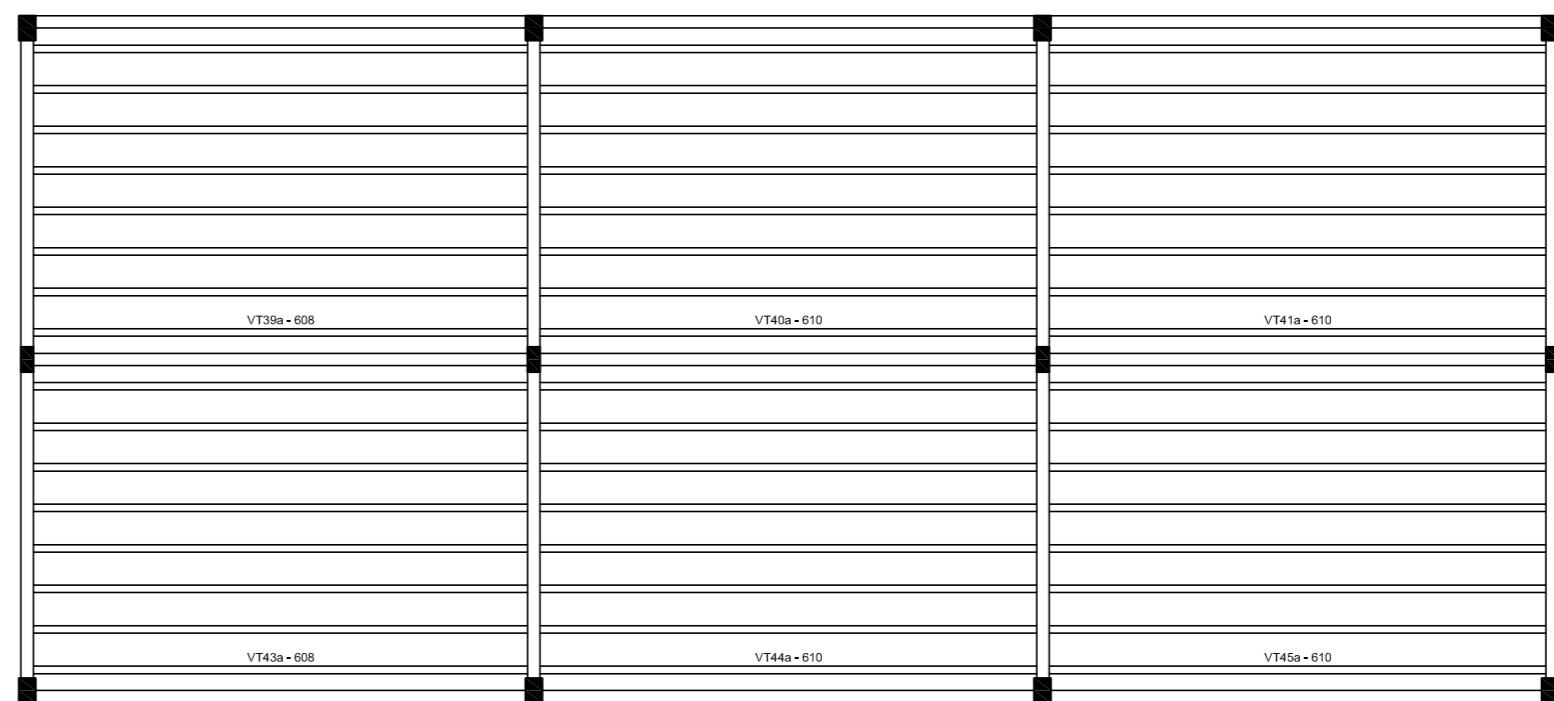 VT39a - 608
VT40a - 610
VT41a - 610
VT43a - 608
VT44a - 610
VT45a - 610